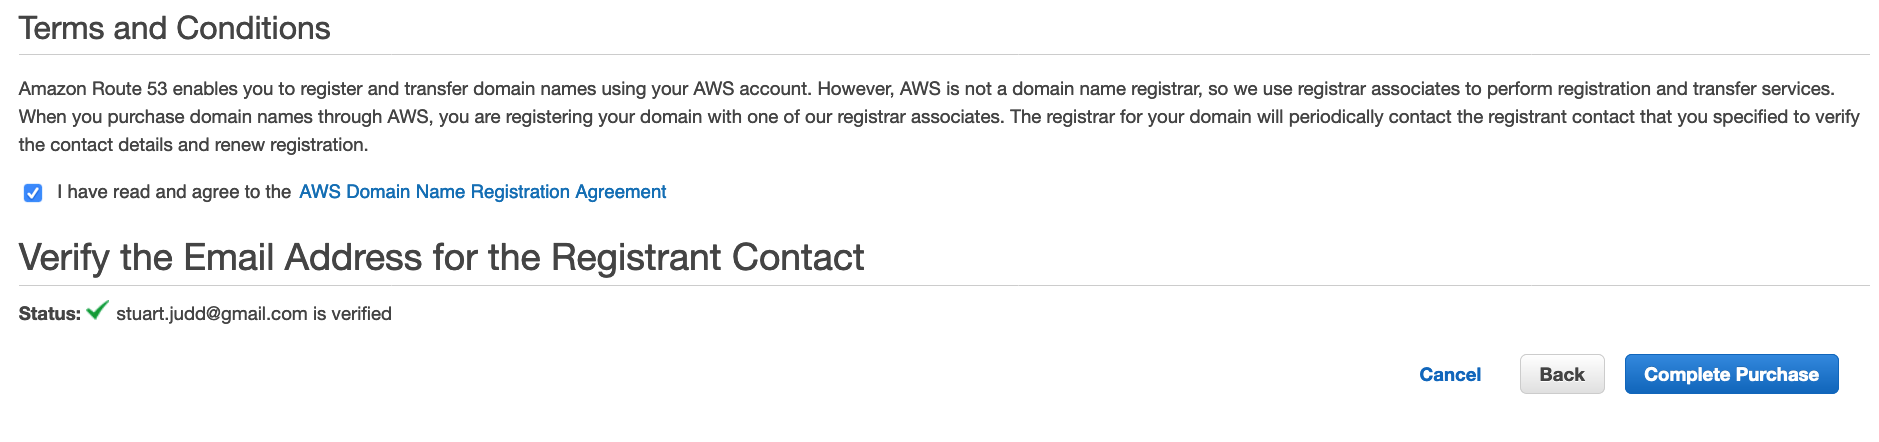 Terms and Conditions
Amazon Route 53 enables you to register and transfer domain names using your AWS account. However, AWS is not a domain name registrar, so we use registrar associates to perform registration and transfer services.
When you purchase domain names through AWS, you are registering your domain with one of our registrar associates. The registrar for your domain will periodically contact the registrant contact that you specified to verify
the contact details and renew registration.
I have read and agree to the AWS Domain Name Registration Agreement
Verify the Email Address for the Registrant Contact
Status: stuart.judd@gmail.com is verified
Cancel Back Complete Purchase